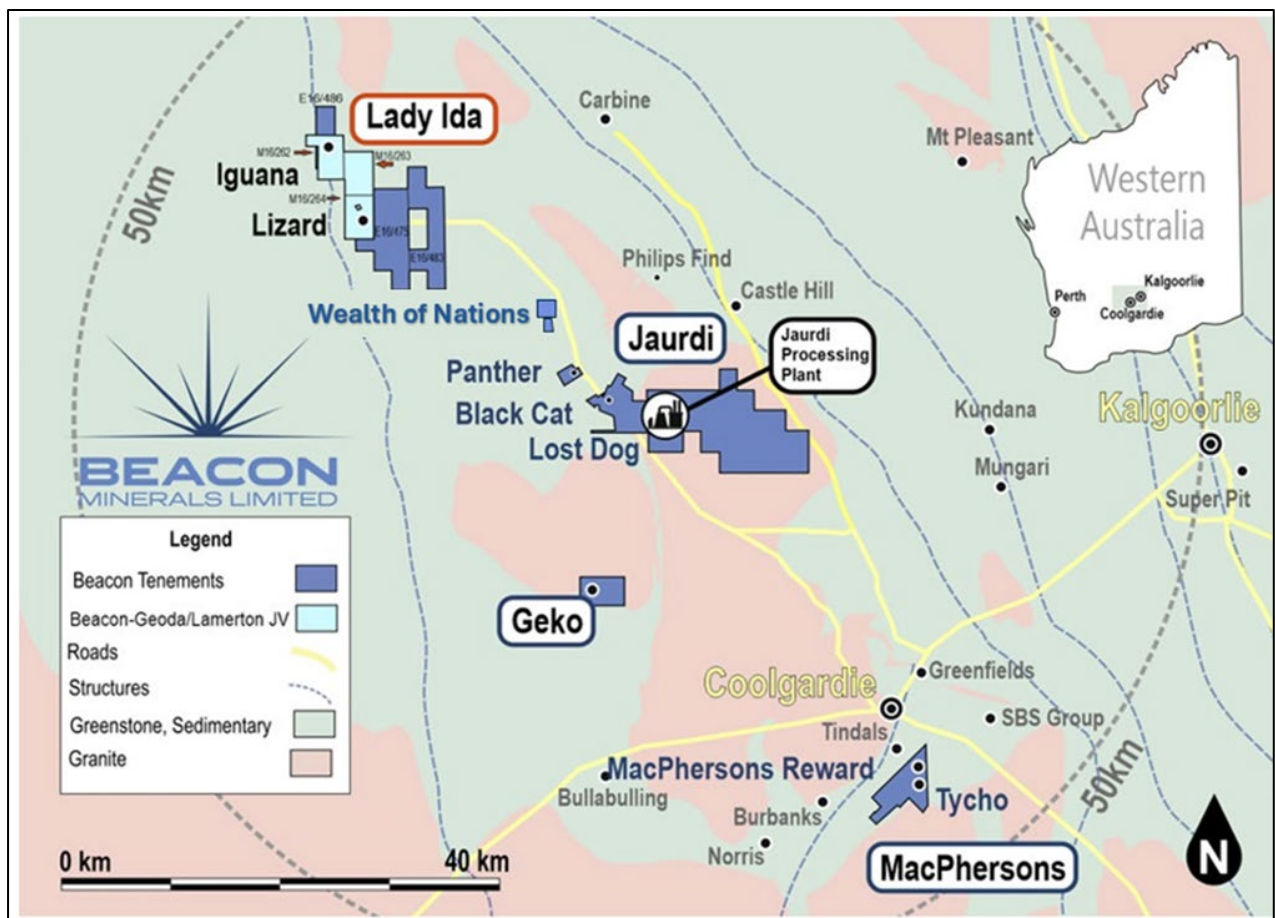 Carbine
E16/486
Lady Ida
Mt Pleasant
M16/262
M16/263
Iguana
50km
M16/264
Lizard
E16/475
E16/483
Western
Australia
Perth
Kalgoorlie
Coolgardie
Philips Find
Castle Hill
Wealth of Nations
Jaurdi
Jaurdi
Processing
Plant
Panther
Black Cat
Lost Dog
Kundana
Kalgoorlie
Mungari
Super Pit
BEACON
MINERALS LIMITED
Legend
Beacon Tenements
Beacon-Geoda/Lamerton JV
Roads
Structures
Greenstone, Sedimentary
Granite
Geko
Coolgardie
Greenfields
SBS Group
Tindals
MacPhersons Reward
Bullabulling
Tycho
Burbanks
Norris
50km
MacPhersons
0 km
40 km
N